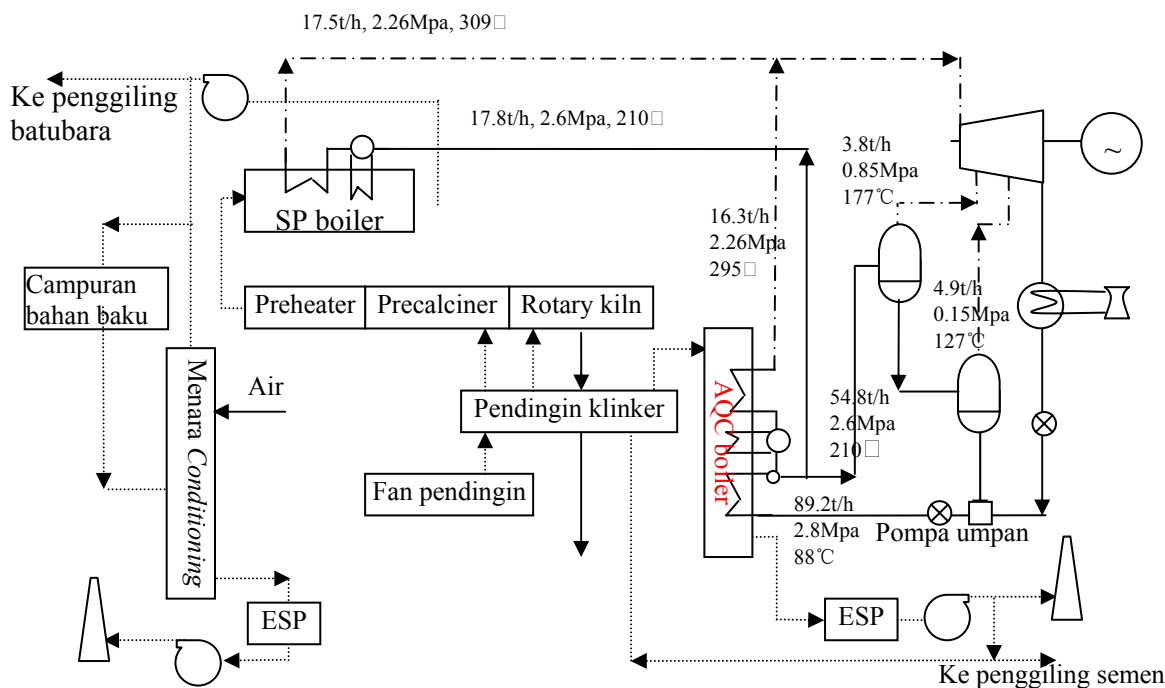 17.5t/h, 2.26Mpa, 309□
Ke penggiling
batubara
17.8t/h, 2.6Mpa, 210□
3.8t/h
0.85Mpa
177℃
~
SP boiler
16.3t/h
2.26Mpa
295□
Campuran
bahan baku
Preheater
Precalciner
Rotary kiln
4.9t/h
0.15Mpa
127℃
Menara Conditioning
Air
Pendingin klinker
AQC boiler
54.8t/h
2.6Mpa
210□
Fan pendingin
89.2t/h
2.8Mpa
88℃
Pompa umpan
ESP
ESP
Ke penggiling semen